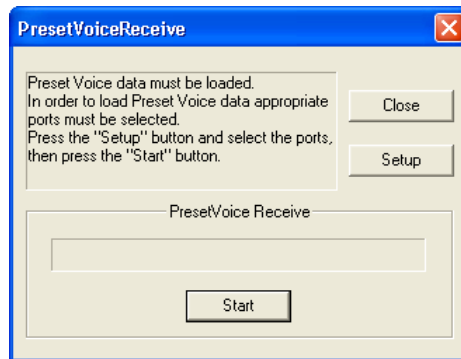 PresetVoiceReceive
Preset Voice data must be loaded.
In order to load Preset Voice data appropriate
ports must be selected.
Press the "Setup" button and select the ports,
then press the "Start" button.
Close
Setup
PresetVoice Receive
Start